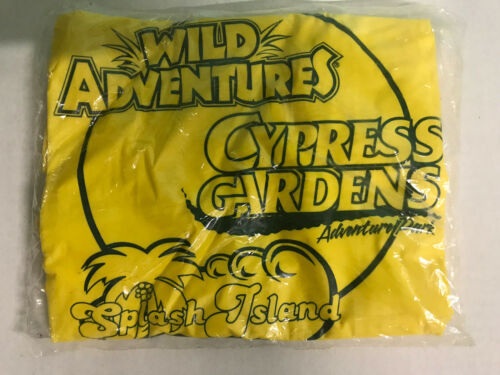 WILD
ADVENTURES
CYPRESS
GARDENS
Adventure Park
Splash Island